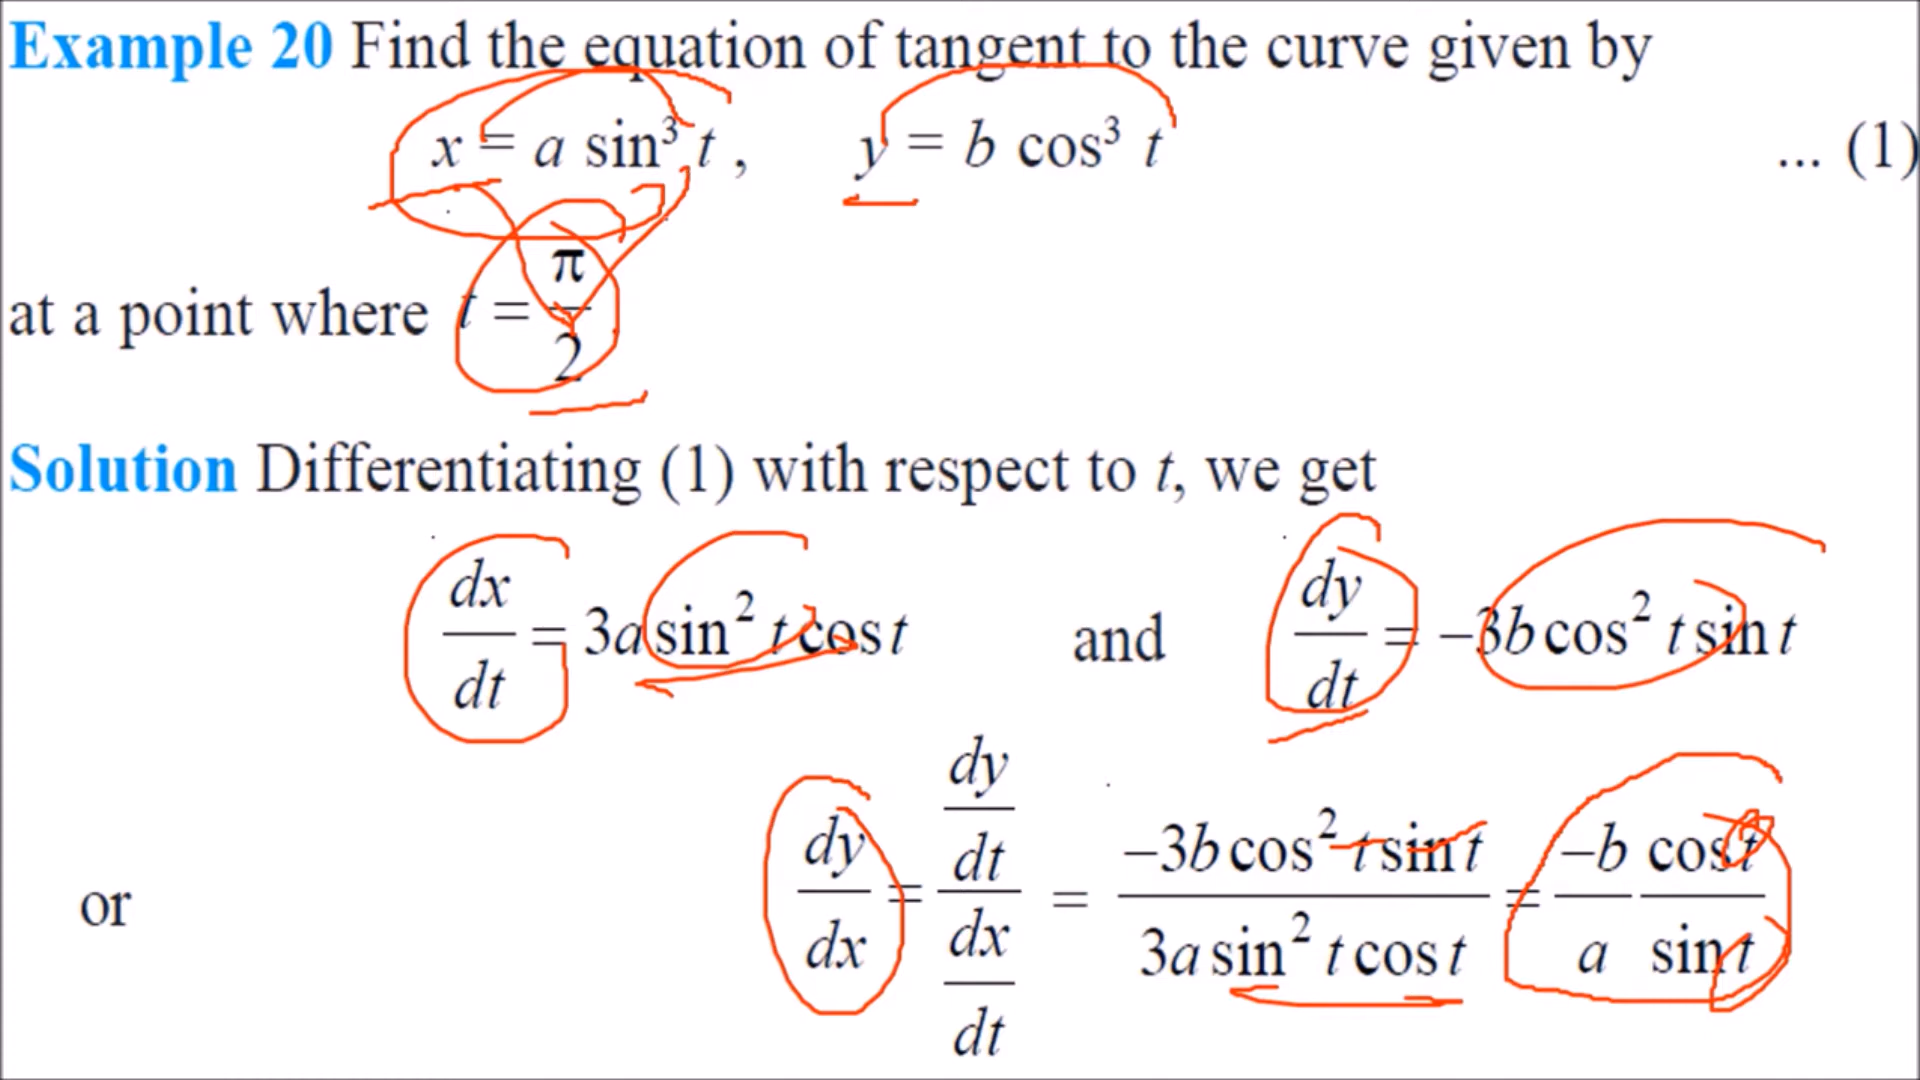 Example 20 Find the equation of tangent to the curve given by
x = a sin³ t , y = b cos³ t ... (1)
at a point where t = π/2
Solution Differentiating (1) with respect to t, we get
dx/dt = 3a sin² t cos t and dy/dt = –3b cos² t sin t
or dy/dx = (dy/dt)/(dx/dt) = (–3b cos² t sin t)/(3a sin² t cos t) = (–b/a) (cos t/sin t)